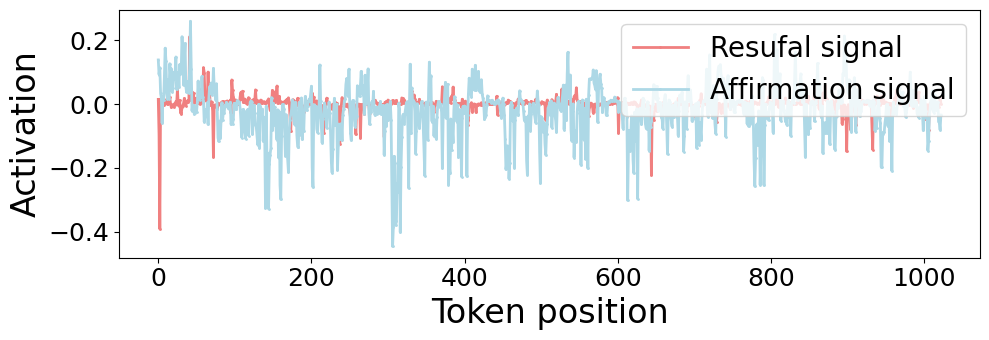 Activation
0.2
0.0
−0.2
−0.4
Resufal signal
Affirmation signal
0
200
400
600
800
1000
Token position